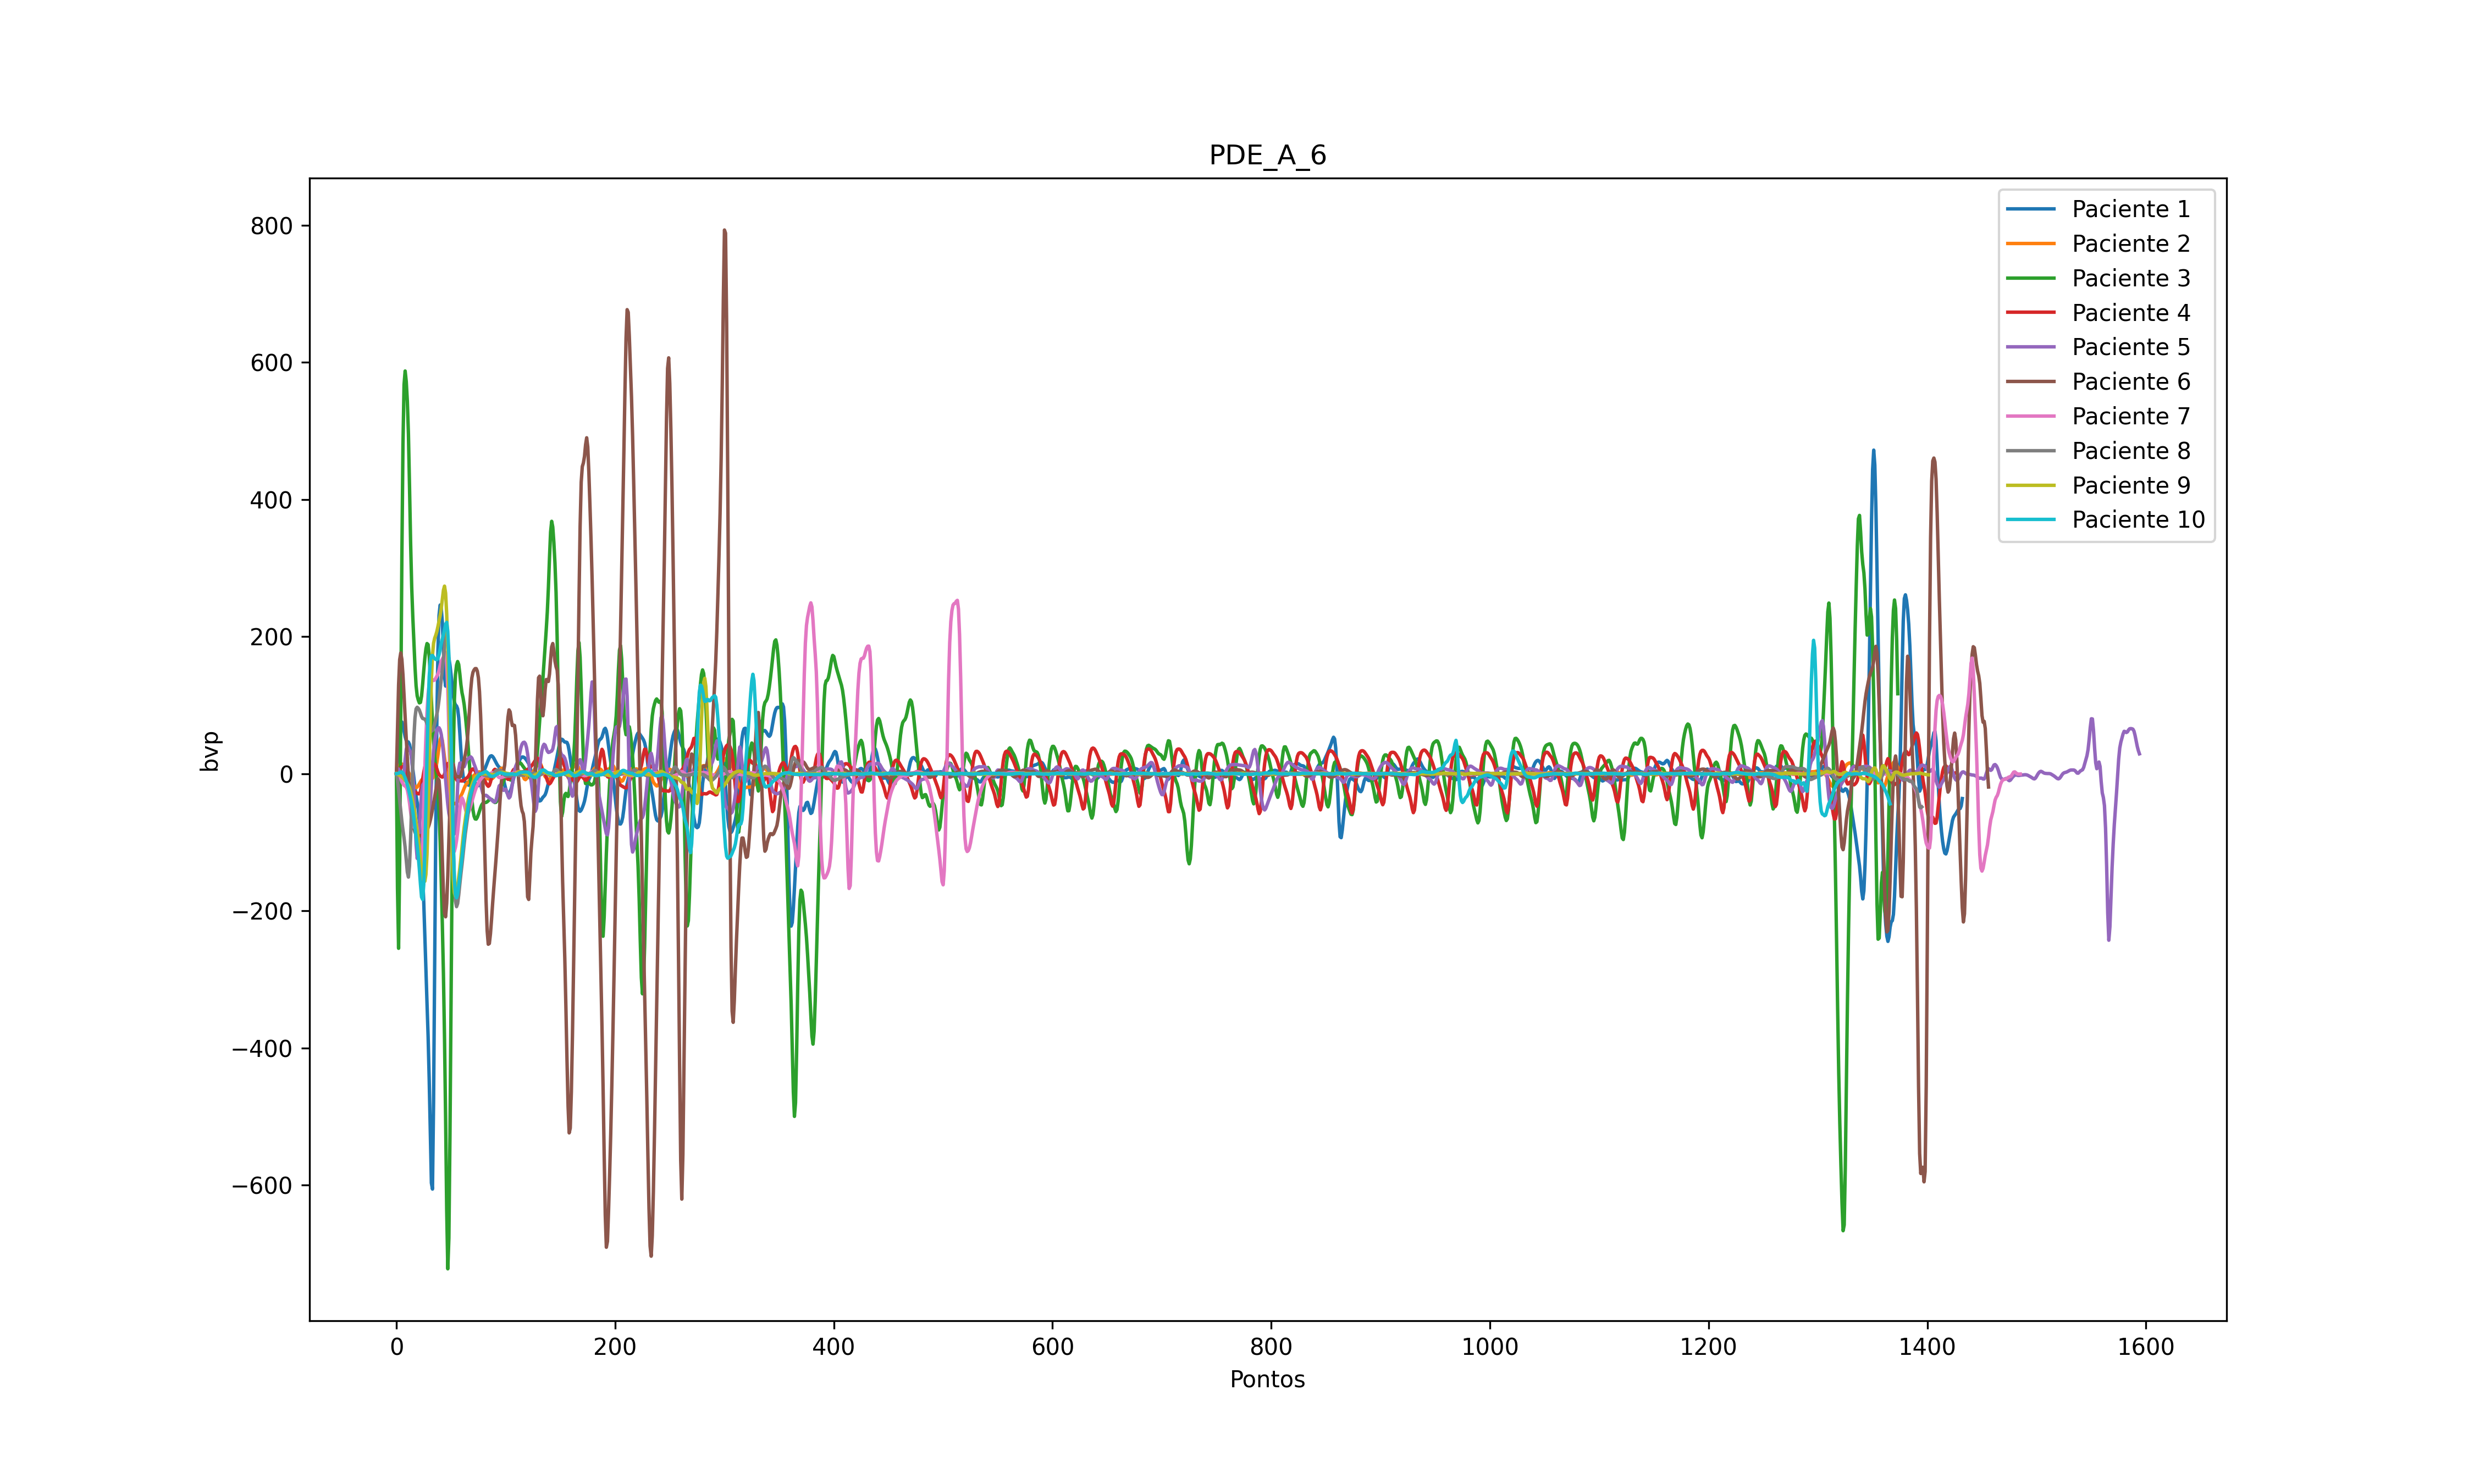 PDE_A_6
bvp
800
600
400
200
0
−200
−400
−600
0 200 400 600 800 1000 1200 1400 1600
Pontos
Paciente 1
Paciente 2
Paciente 3
Paciente 4
Paciente 5
Paciente 6
Paciente 7
Paciente 8
Paciente 9
Paciente 10